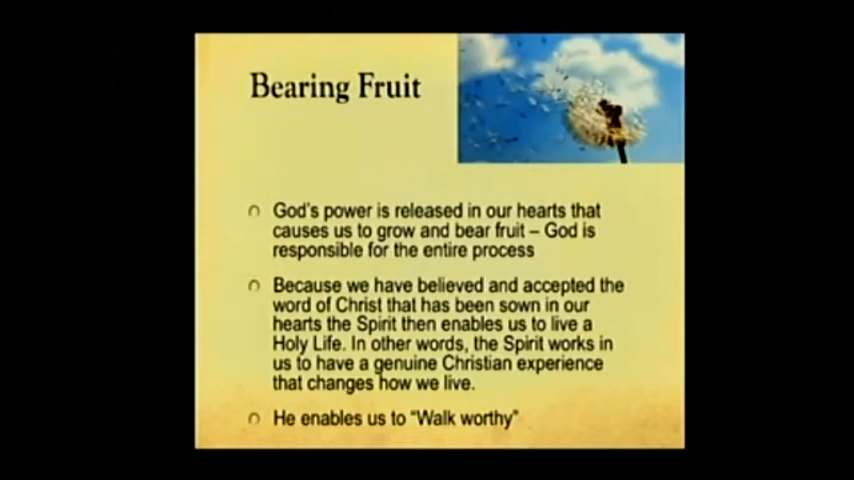 Bearing Fruit
God's power is released in our hearts that
causes us to grow and bear fruit – God is
responsible for the entire process
Because we have believed and accepted the
word of Christ that has been sown in our
hearts the Spirit then enables us to live a
Holy Life. In other words, the Spirit works in
us to have a genuine Christian experience
that changes how we live.
He enables us to “Walk worthy”